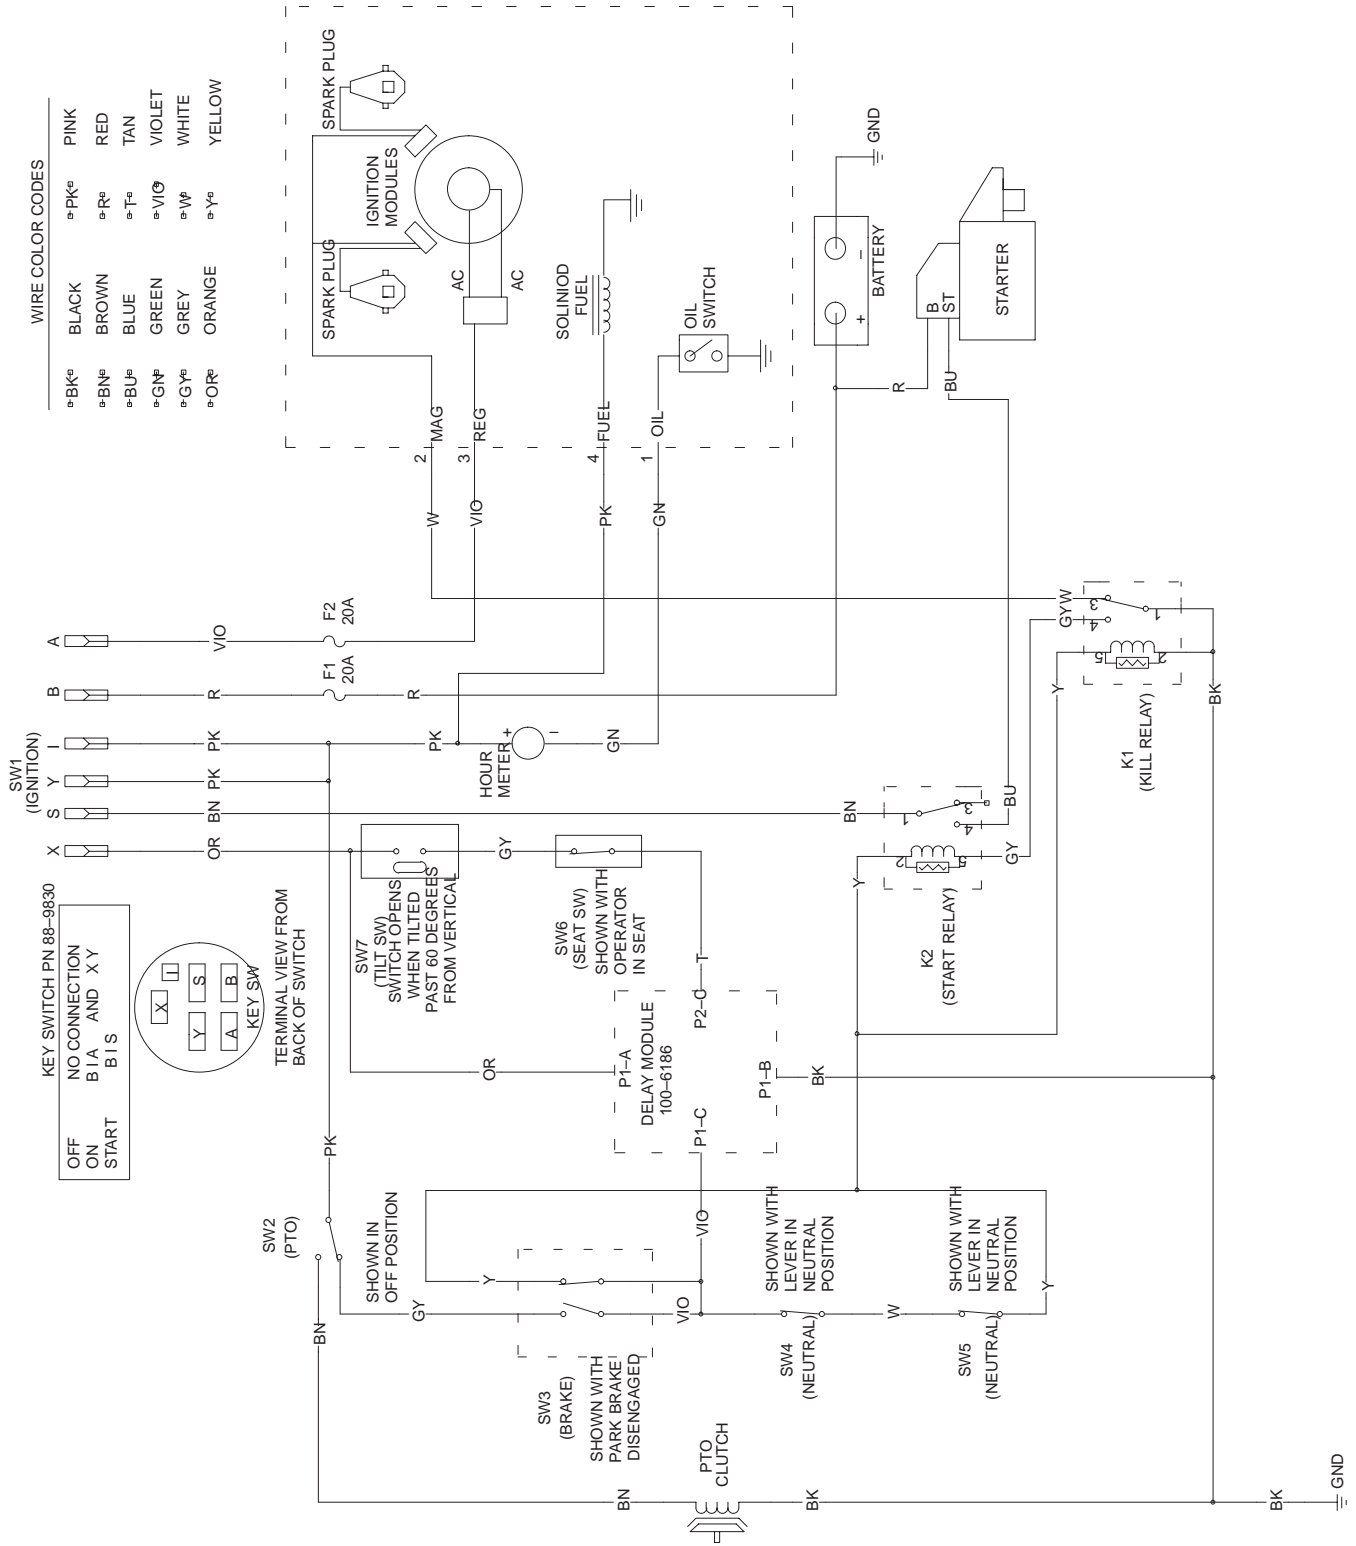 WIRE COLOR CODES
BK BLACK PK PINK
BN BROWN R RED
BU BLUE T TAN
GN GREEN VIO VIOLET
GY GREY W WHITE
OR ORANGE Y YELLOW
SPARK PLUG
SPARK PLUG
IGNITION
MODULES
AC
AC
SOLINIOD
FUEL
OIL
SWITCH
2 MAG
3 REG
4 FUEL
1 OIL
W
VIO
PK
GN
GND
+ –
BATTERY
B
ST
STARTER
R
BU
SW1
(IGNITION)
A
B
I
Y
S
X
VIO
R
PK
PK
BN
OR
F2
20A
F1
20A
R
PK
HOUR
METER
+
–
GN
KEY SWITCH PN 88–9830
OFF NO CONNECTION
ON B I A AND X Y
START B I S
X
I
Y
S
A
B
KEY SW
TERMINAL VIEW FROM
BACK OF SWITCH
SW7
(TILT SW)
SWITCH OPENS
WHEN TILTED
PAST 60 DEGREES
FROM VERTICAL
GY
SW6
(SEAT SW)
SHOWN WITH
OPERATOR
IN SEAT
T
OR
P1–A
DELAY MODULE
100–6186
P2–C
P1–C
P1–B
BK
BN
1
3
4
2
5
Y
GY
BU
K2
(START RELAY)
GY
W
3
4
1
5
2
Y
BK
K1
(KILL RELAY)
PK
SW2
(PTO)
SHOWN IN
OFF POSITION
BN
GY
Y
VIO
VIO
SW3
(BRAKE)
SHOWN WITH
PARK BRAKE
DISENGAGED
SHOWN WITH
LEVER IN
NEUTRAL
POSITION
SW4
(NEUTRAL)
W
SHOWN WITH
LEVER IN
NEUTRAL
POSITION
SW5
(NEUTRAL)
Y
BN
PTO
CLUTCH
BK
BK
GND